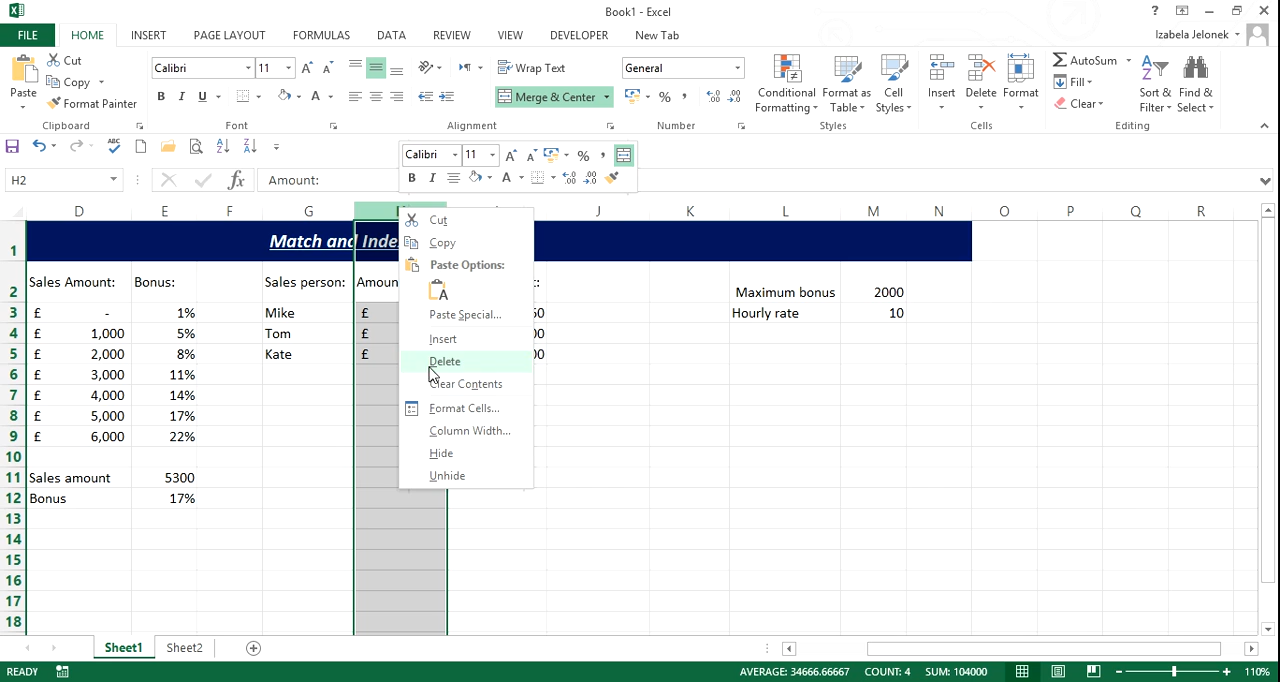 Book1 - Excel
FILE HOME INSERT PAGE LAYOUT FORMULAS DATA REVIEW VIEW DEVELOPER New Tab Izabela Jelonek
Paste Cut Copy Format Painter
Clipboard
Calibri 11
B I U A
Font
Wrap Text
Merge & Center
Alignment
General
% ,
Number
Conditional Formatting Format as Table Cell Styles
Styles
Insert Delete Format
Cells
AutoSum Fill Clear Sort & Filter Find & Select
Editing
Calibri 11 % ,
B I A
H2 fx Amount:
D E F G J K L M N O P Q R
1 Match and Inde
2 Sales Amount: Bonus: Sales person: Amoun t: Maximum bonus 2000
3 £ - 1% Mike £ 50 Hourly rate 10
4 £ 1,000 5% Tom £ 00
5 £ 2,000 8% Kate £ 00
6 £ 3,000 11%
7 £ 4,000 14%
8 £ 5,000 17%
9 £ 6,000 22%
10
11 Sales amount 5300
12 Bonus 17%
13
14
15
16
17
18
Cut
Copy
Paste Options:
Paste Special...
Insert
Delete
Clear Contents
Format Cells...
Column Width...
Hide
Unhide
Sheet1 Sheet2
READY AVERAGE: 34666.66667 COUNT: 4 SUM: 104000 110%